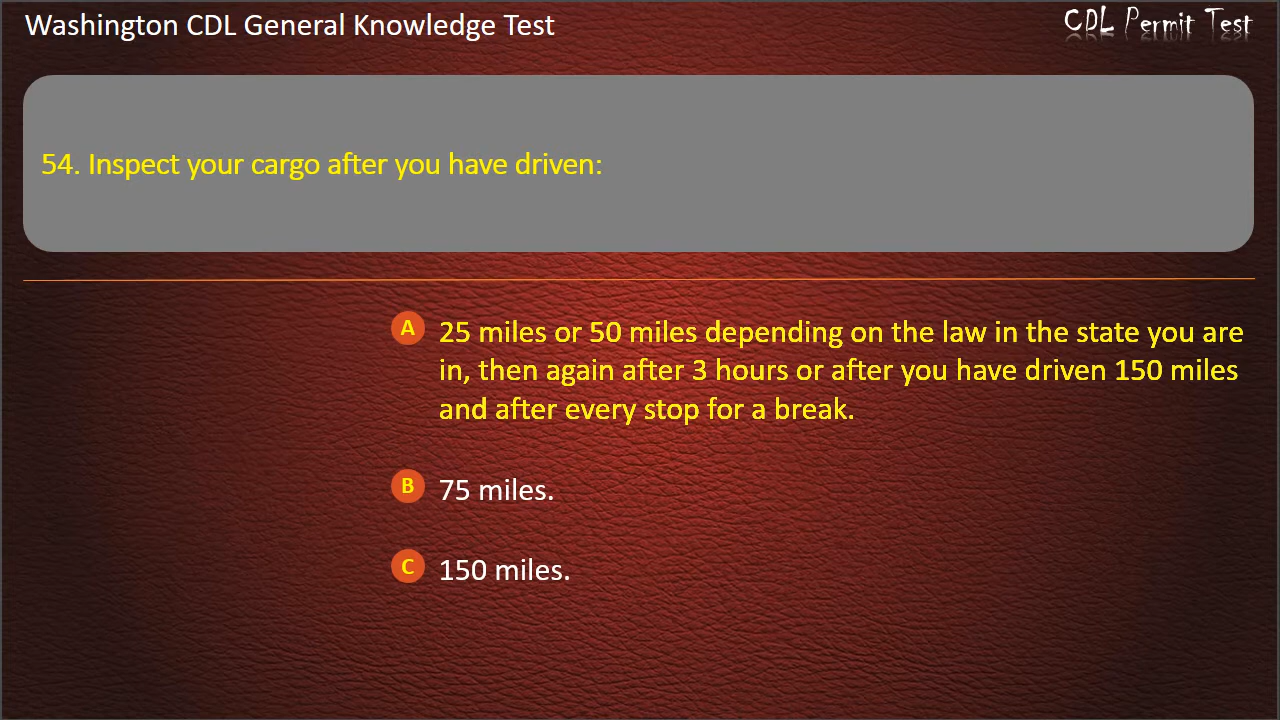 Washington CDL General Knowledge Test
CDL Permit Test
54. Inspect your cargo after you have driven:
A 25 miles or 50 miles depending on the law in the state you are
in, then again after 3 hours or after you have driven 150 miles
and after every stop for a break.
B 75 miles.
C 150 miles.